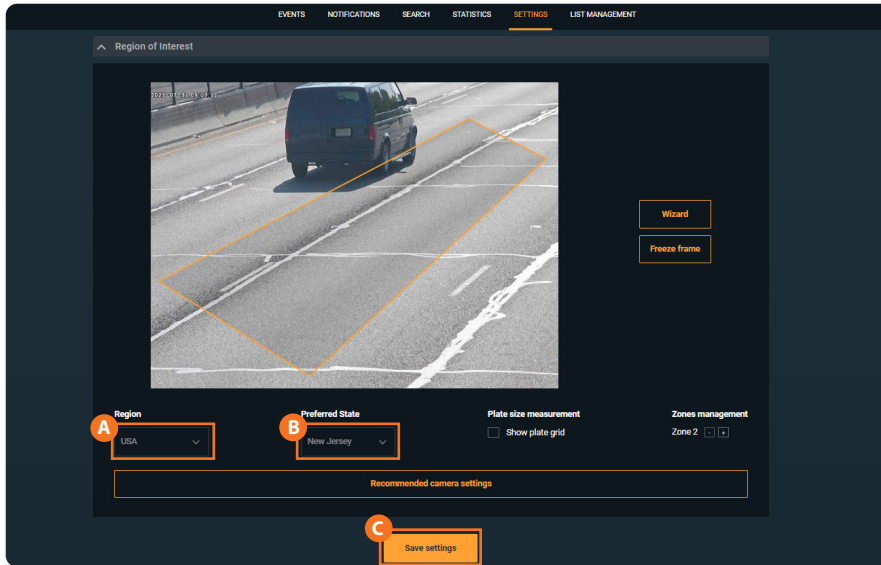 EVENTS NOTIFICATIONS SEARCH STATISTICS SETTINGS LIST MANAGEMENT
Region of Interest
Wizard
Freeze frame
Region Preferred State Plate size measurement Zones management
A B
USA New Jersey Show plate grid Zone 2 - +
Recommended camera settings
C
Save settings